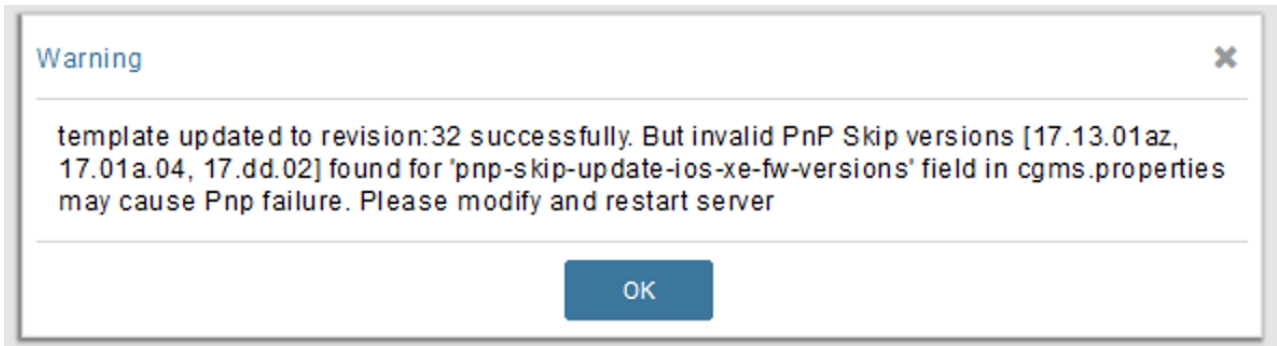 Warning
template updated to revision:32 successfully. But invalid PnP Skip versions [17.13.01az,
17.01a.04, 17.dd.02] found for 'pnp-skip-update-ios-xe-fw-versions' field in cgms.properties
may cause Pnp failure. Please modify and restart server
OK